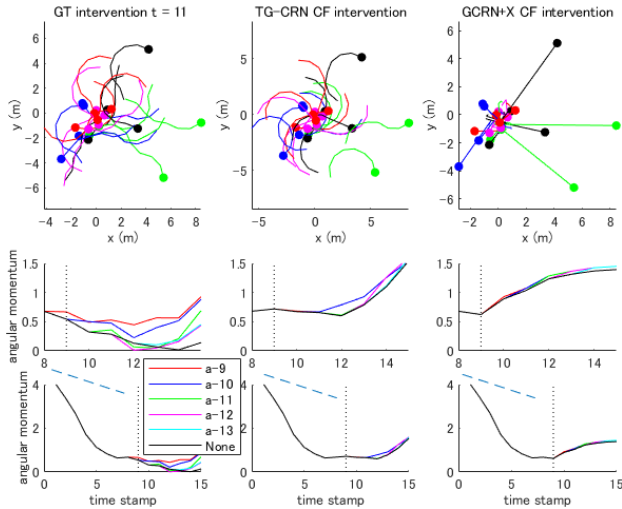 GT intervention t = 11
TG-CRN CF intervention
GCRN+X CF intervention
y (m)
6
4
2
0
-2
-4
-6
-4 -2 0 2 4 6 8
x (m)
y (m)
5
0
-5
-5 0 5
x (m)
y (m)
6
4
2
0
-2
-4
-6
-2 0 2 4 6 8
x (m)
angular momentum
1.5
1
0.5
0
8 10 12 14
1.5
1
0.5
0
8 10 12 14
1.5
1
0.5
0
8 10 12 14
angular momentum
4
2
0
0 5 10 15
time stamp
a-9
a-10
a-11
a-12
a-13
None
4
2
0
0 5 10 15
time stamp
4
2
0
0 5 10 15
time stamp